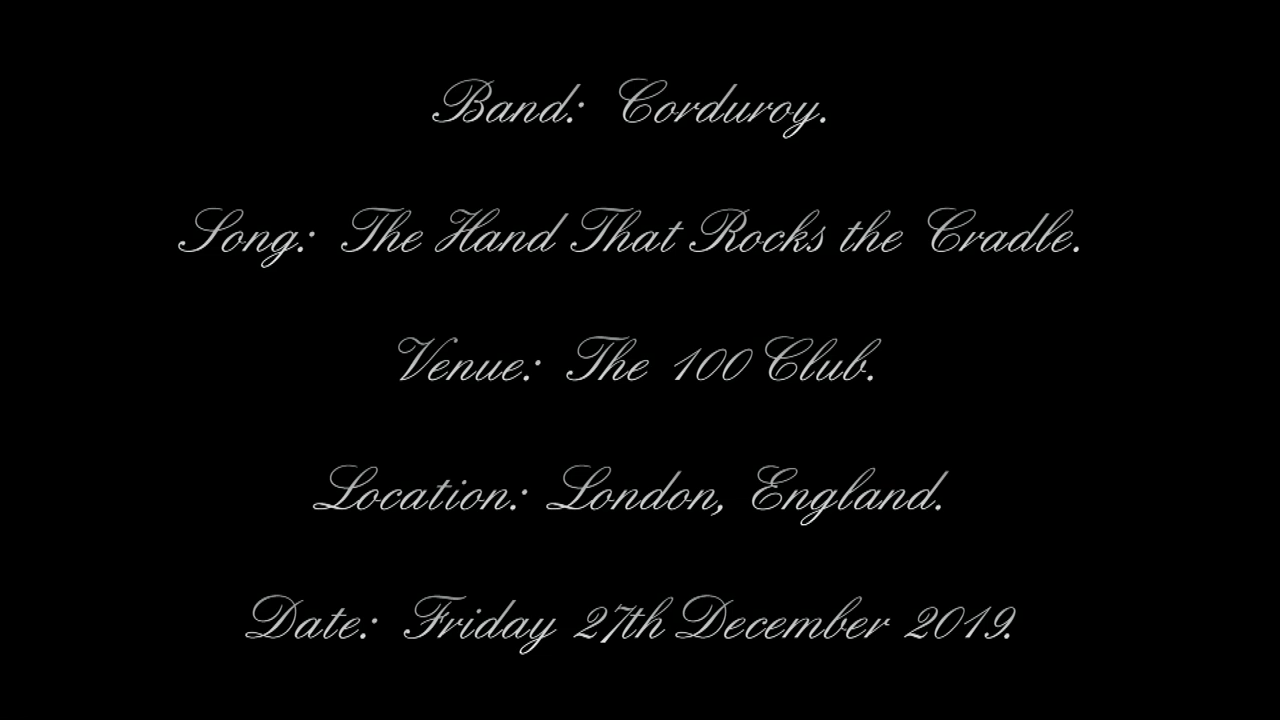 Band: Corduroy.
Song: The Hand That Rocks the Cradle.
Venue: The 100 Club.
Location: London, England.
Date: Friday 27th December 2019.